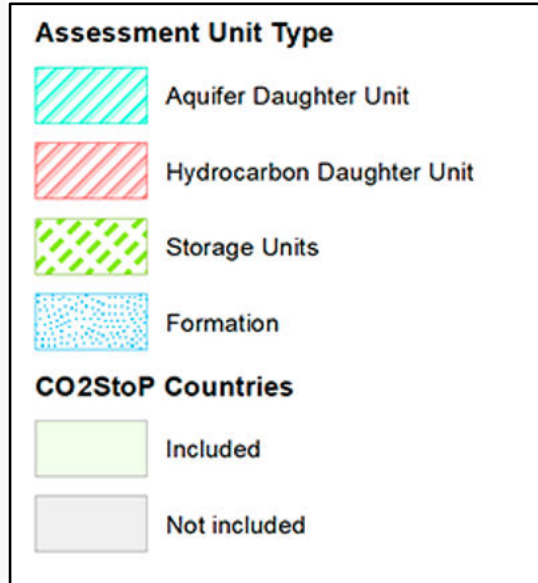 Assessment Unit Type
Aquifer Daughter Unit
Hydrocarbon Daughter Unit
Storage Units
Formation
CO2StoP Countries
Included
Not included